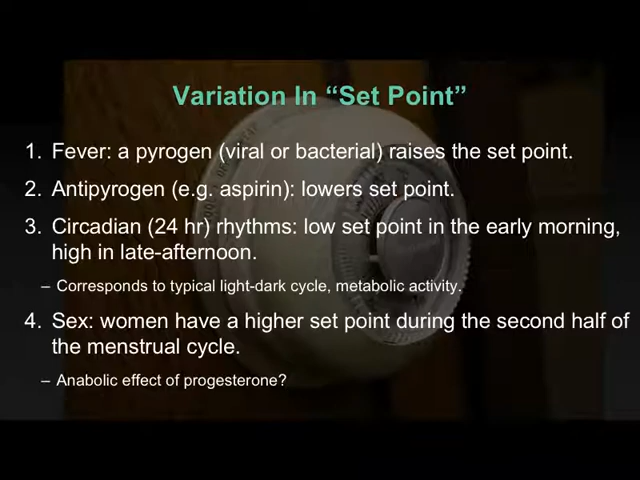 Variation In “Set Point”
1. Fever: a pyrogen (viral or bacterial) raises the set point.
2. Antipyrogen (e.g. aspirin): lowers set point.
3. Circadian (24 hr) rhythms: low set point in the early morning,
high in late-afternoon.
– Corresponds to typical light-dark cycle, metabolic activity.
4. Sex: women have a higher set point during the second half of
the menstrual cycle.
– Anabolic effect of progesterone?